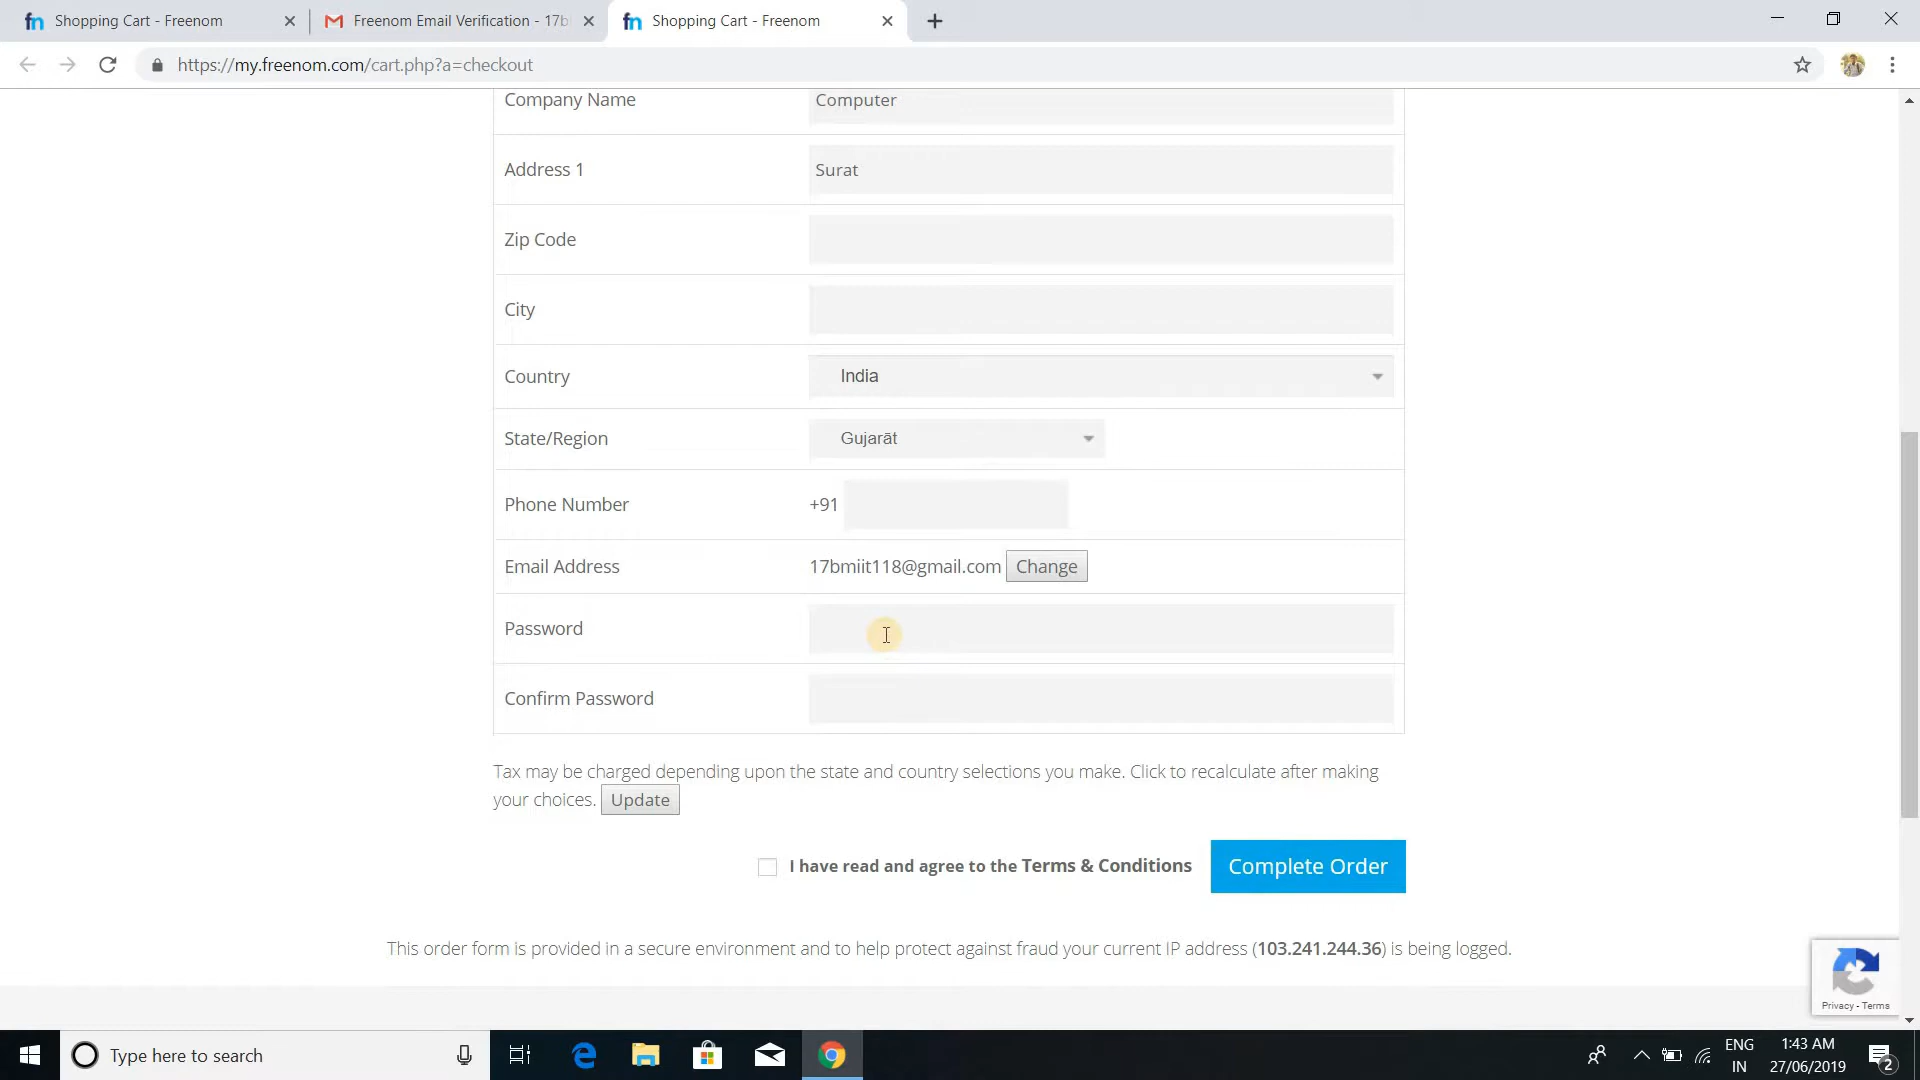 Shopping Cart - Freenom
Freenom Email Verification - 17b
Shopping Cart - Freenom
https://my.freenom.com/cart.php?a=checkout
Company Name
Computer
Address 1
Surat
Zip Code
City
Country
India
State/Region
Gujarāt
Phone Number
+91
Email Address
17bmiit118@gmail.com
Change
Password
Confirm Password
Tax may be charged depending upon the state and country selections you make. Click to recalculate after making
your choices. Update
I have read and agree to the Terms & Conditions
Complete Order
This order form is provided in a secure environment and to help protect against fraud your current IP address (103.241.244.36) is being logged.
Privacy - Terms
Type here to search
ENG
IN
1:43 AM
27/06/2019
2